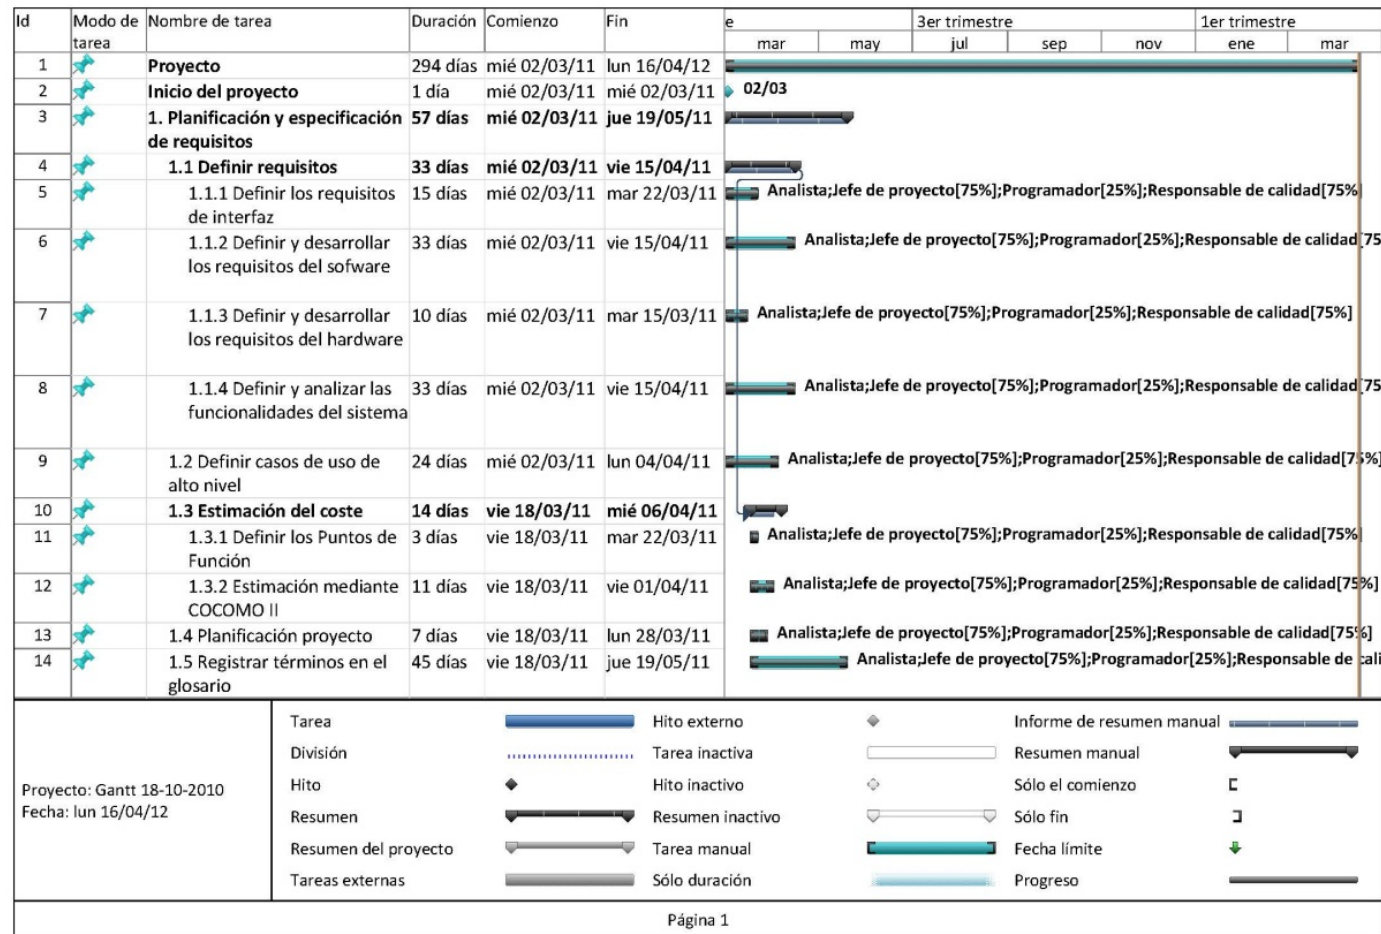 Id Modo de Nombre de tarea Duración Comienzo Fin e 3er trimestre 1er trimestre
tarea mar may jul sep nov ene mar
1 Proyecto 294 días mié 02/03/11 lun 16/04/12
2 Inicio del proyecto 1 día mié 02/03/11 mié 02/03/11 02/03
3 1. Planificación y especificación 57 días mié 02/03/11 jue 19/05/11
de requisitos
4 1.1 Definir requisitos 33 días mié 02/03/11 vie 15/04/11
5 1.1.1 Definir los requisitos 15 días mié 02/03/11 mar 22/03/11 Analista;Jefe de proyecto[75%];Programador[25%];Responsable de calidad[75%]
de interfaz
6 1.1.2 Definir y desarrollar 33 días mié 02/03/11 vie 15/04/11 Analista;Jefe de proyecto[75%];Programador[25%];Responsable de calidad[75
los requisitos del sofware
7 1.1.3 Definir y desarrollar 10 días mié 02/03/11 mar 15/03/11 Analista;Jefe de proyecto[75%];Programador[25%];Responsable de calidad[75%]
los requisitos del hardware
8 1.1.4 Definir y analizar las 33 días mié 02/03/11 vie 15/04/11 Analista;Jefe de proyecto[75%];Programador[25%];Responsable de calidad[75
funcionalidades del sistema
9 1.2 Definir casos de uso de 24 días mié 02/03/11 lun 04/04/11 Analista;Jefe de proyecto[75%];Programador[25%];Responsable de calidad[75%]
alto nivel
10 1.3 Estimación del coste 14 días vie 18/03/11 mié 06/04/11
11 1.3.1 Definir los Puntos de 3 días vie 18/03/11 mar 22/03/11 Analista;Jefe de proyecto[75%];Programador[25%];Responsable de calidad[75%]
Función
12 1.3.2 Estimación mediante 11 días vie 18/03/11 vie 01/04/11 Analista;Jefe de proyecto[75%];Programador[25%];Responsable de calidad[75%]
COCOMO II
13 1.4 Planificación proyecto 7 días vie 18/03/11 lun 28/03/11 Analista;Jefe de proyecto[75%];Programador[25%];Responsable de calidad[75%]
14 1.5 Registrar términos en el 45 días vie 18/03/11 jue 19/05/11 Analista;Jefe de proyecto[75%];Programador[25%];Responsable de cali
glosario
Proyecto: Gantt 18-10-2010
Fecha: lun 16/04/12
Tarea Hito externo Informe de resumen manual
División Tarea inactiva Resumen manual
Hito Hito inactivo Sólo el comienzo
Resumen Resumen inactivo Sólo fin
Resumen del proyecto Tarea manual Fecha límite
Tareas externas Sólo duración Progreso
Página 1